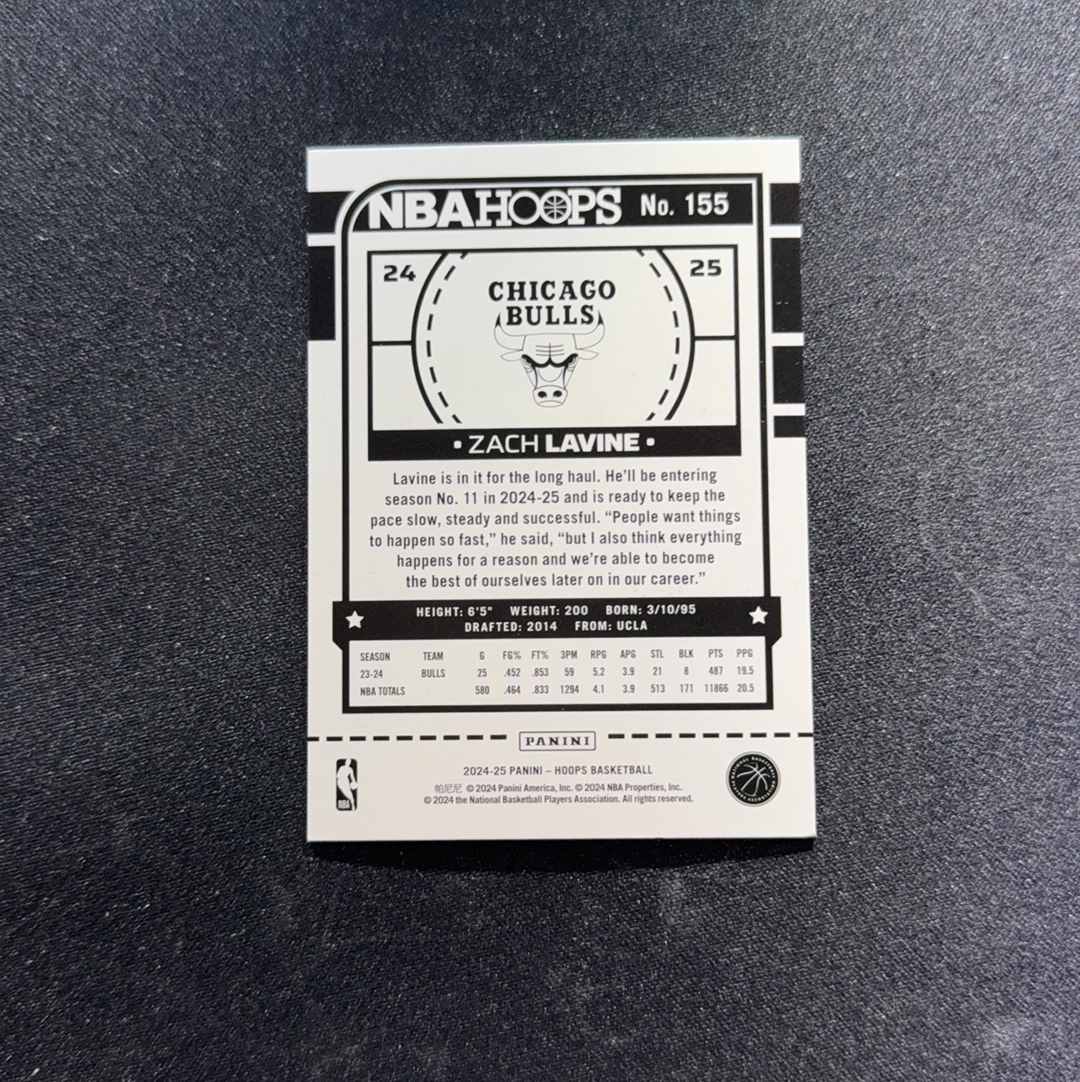 NBA HOOPS No. 155
24 25
CHICAGO
BULLS
• ZACH LAVINE •
Lavine is in it for the long haul. He'll be entering
season No. 11 in 2024-25 and is ready to keep the
pace slow, steady and successful. “People want things
to happen so fast,” he said, “but I also think everything
happens for a reason and we're able to become
the best of ourselves later on in our career.”
HEIGHT: 6'5" WEIGHT: 200 BORN: 3/10/95
DRAFTED: 2014 FROM: UCLA
SEASON TEAM G FG% FT% 3PM RPG APG STL BLK PTS PPG
23-24 BULLS 25 .452 .853 59 5.2 3.9 21 8 487 19.5
NBA TOTALS 580 .464 .833 1294 4.1 3.9 513 171 11866 20.5
PANINI
2024-25 PANINI – HOOPS BASKETBALL
帕尼尼 © 2024 Panini America, Inc. © 2024 NBA Properties, Inc.
© 2024 the National Basketball Players Association. All rights reserved.
NBA
NATIONAL BASKETBALL PLAYERS ASSOCIATION